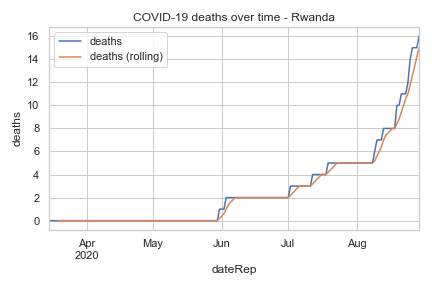 COVID-19 deaths over time - Rwanda
deaths
deaths (rolling)
16
14
12
10
8
6
4
2
0
deaths
Apr
2020
May
Jun
Jul
Aug
dateRep